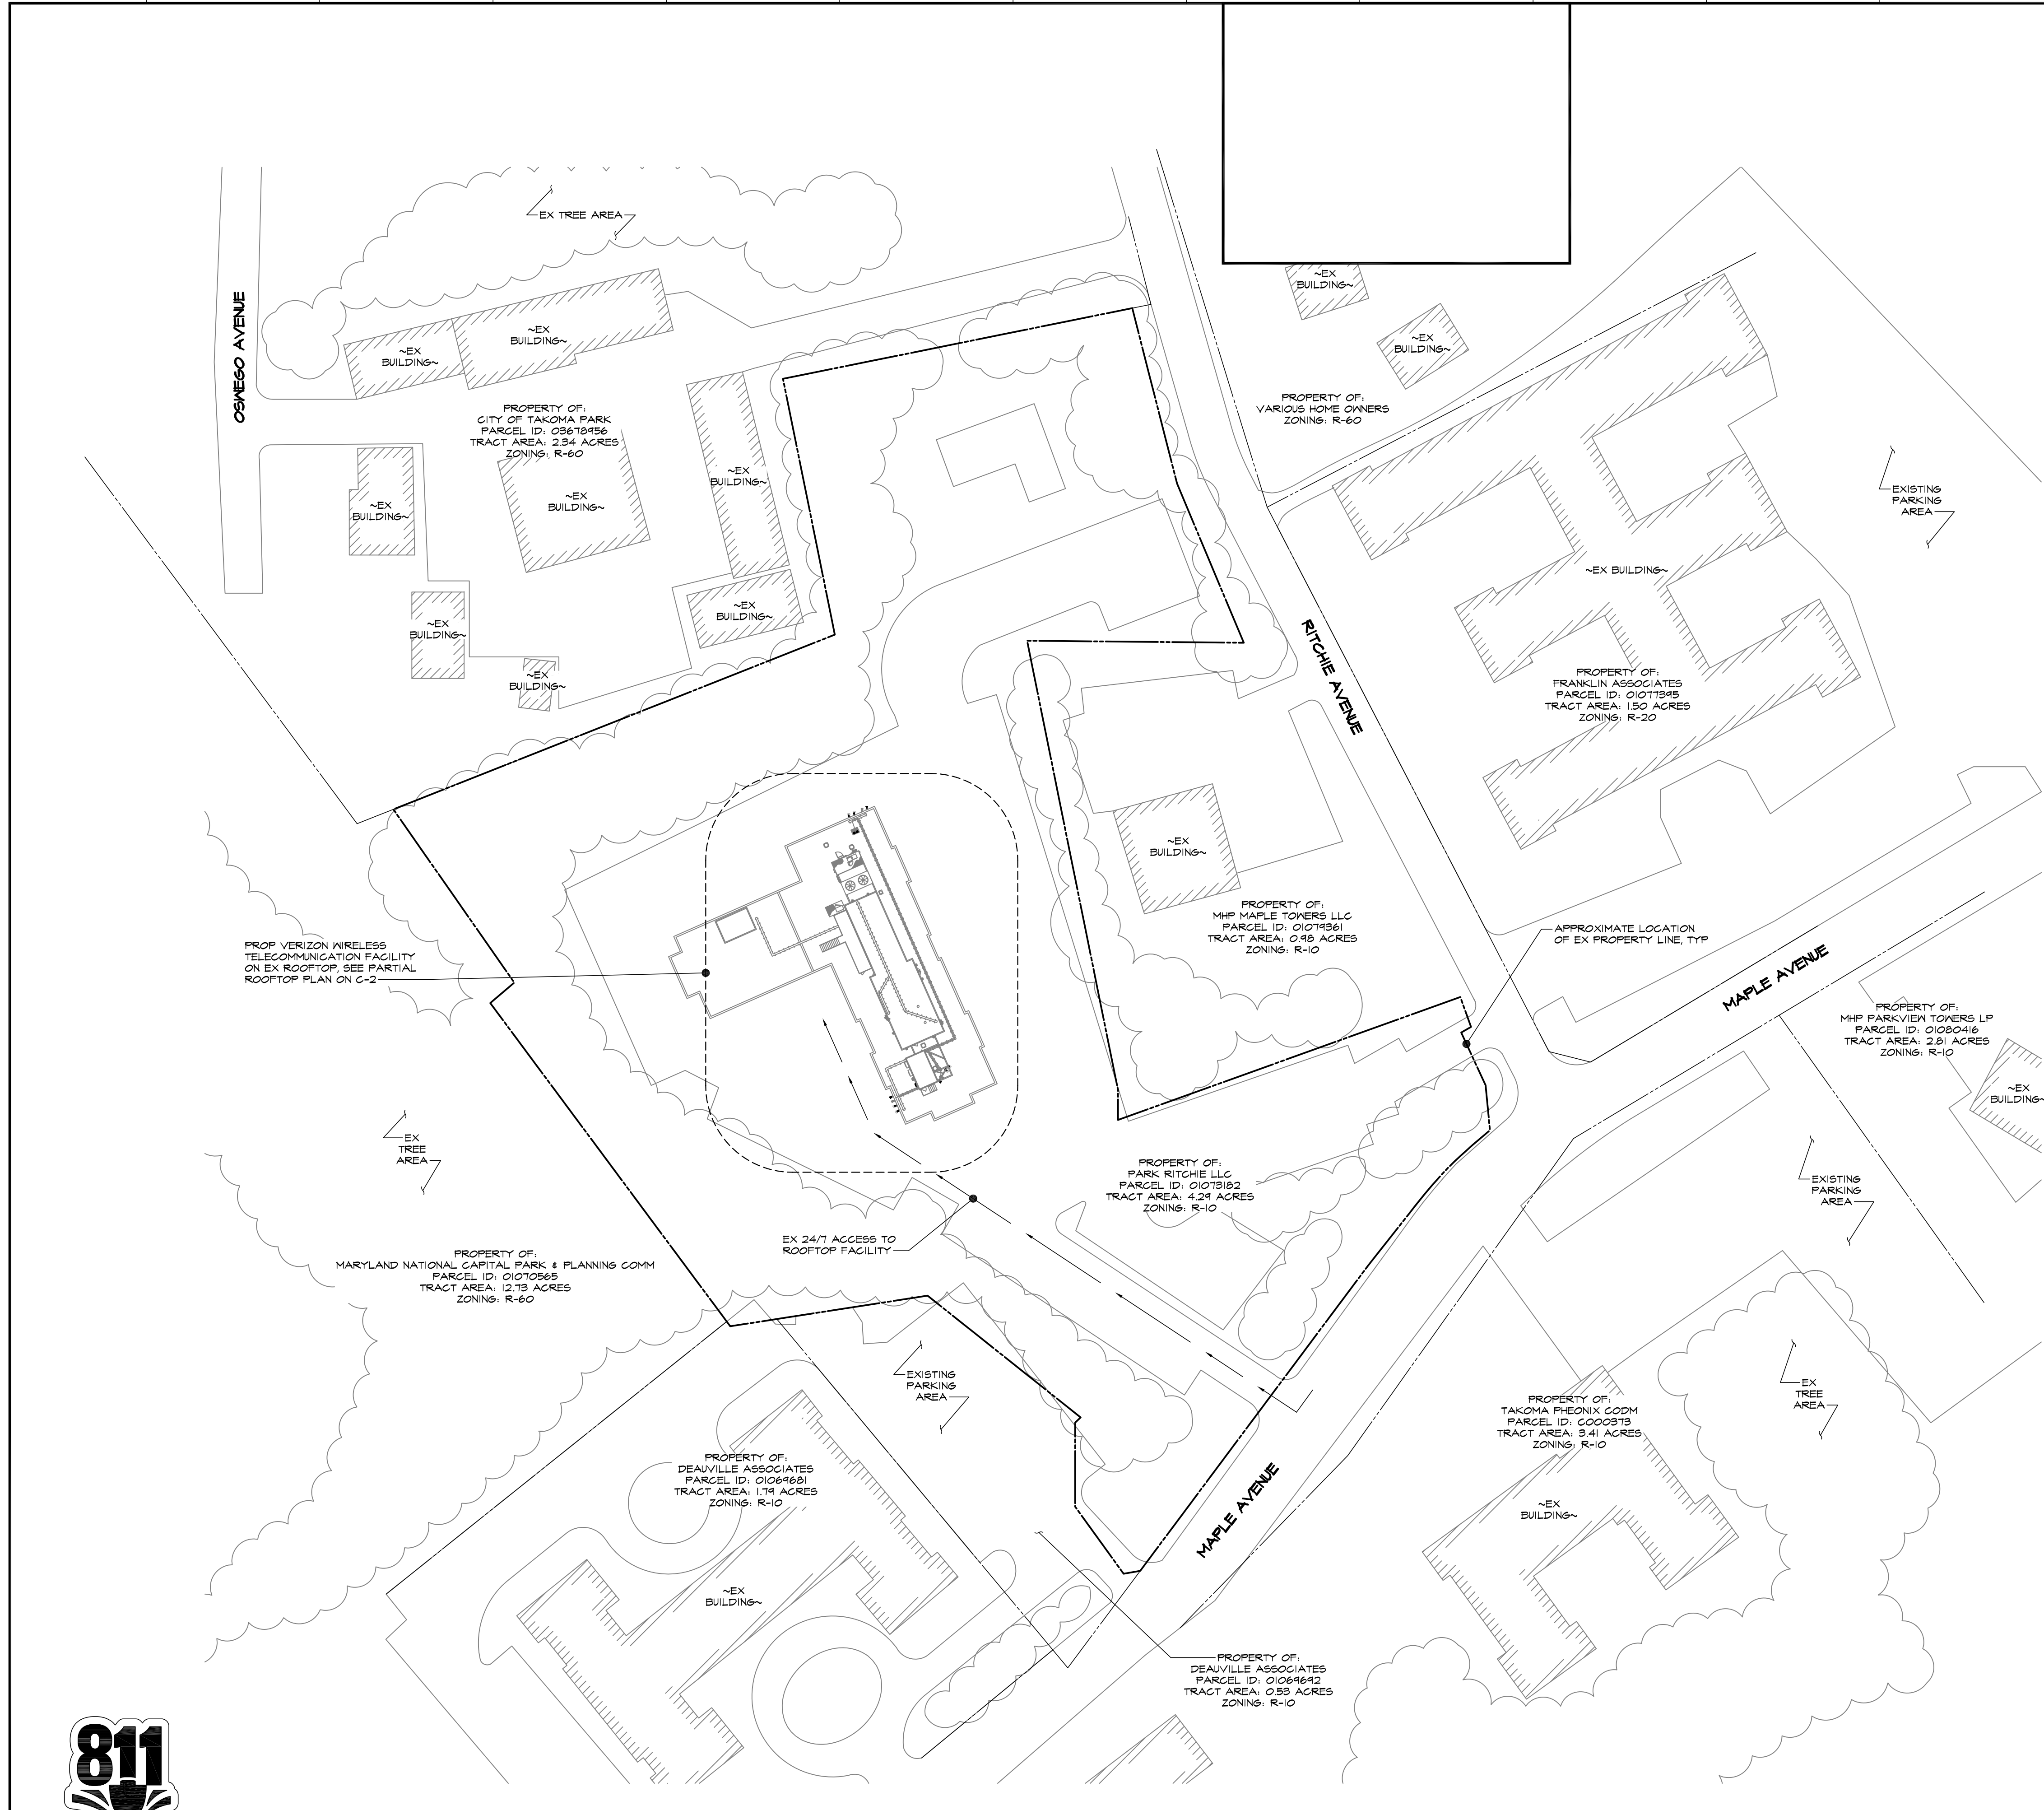 EX TREE AREA
OSWEGO AVENUE
~EX
BUILDING~
~EX
BUILDING~
~EX
BUILDING~
~EX
BUILDING~
PROPERTY OF:
CITY OF TAKOMA PARK
PARCEL ID: 03678956
TRACT AREA: 2.34 ACRES
ZONING: R-60
PROPERTY OF:
VARIOUS HOME OWNERS
ZONING: R-60
~EX
BUILDING~
~EX
BUILDING~
~EX
BUILDING~
EXISTING
PARKING
AREA
~EX BUILDING~
~EX
BUILDING~
~EX
BUILDING~
~EX
BUILDING~
RITCHIE AVENUE
PROPERTY OF:
FRANKLIN ASSOCIATES
PARCEL ID: 01077395
TRACT AREA: 1.50 ACRES
ZONING: R-20
~EX
BUILDING~
PROPERTY OF:
MHP MAPLE TOWERS LLC
PARCEL ID: 01079361
TRACT AREA: 0.98 ACRES
ZONING: R-10
APPROXIMATE LOCATION
OF EX PROPERTY LINE, TYP
PROP VERIZON WIRELESS
TELECOMMUNICATION FACILITY
ON EX ROOFTOP, SEE PARTIAL
ROOFTOP PLAN ON C-2
MAPLE AVENUE
PROPERTY OF:
MHP PARKVIEW TOWERS LP
PARCEL ID: 01080416
TRACT AREA: 2.81 ACRES
ZONING: R-10
~EX
BUILDING~
EX
TREE
AREA
PROPERTY OF:
PARK RITCHIE LLC
PARCEL ID: 01073182
TRACT AREA: 4.29 ACRES
ZONING: R-10
EXISTING
PARKING
AREA
EX 24/7 ACCESS TO
ROOFTOP FACILITY
PROPERTY OF:
MARYLAND NATIONAL CAPITAL PARK & PLANNING COMM
PARCEL ID: 01070565
TRACT AREA: 12.73 ACRES
ZONING: R-60
EXISTING
PARKING
AREA
EX
TREE
AREA
PROPERTY OF:
TAKOMA PHEONIX CODM
PARCEL ID: C000373
TRACT AREA: 3.41 ACRES
ZONING: R-10
PROPERTY OF:
DEAUVILLE ASSOCIATES
PARCEL ID: 01069681
TRACT AREA: 1.79 ACRES
ZONING: R-10
MAPLE AVENUE
~EX
BUILDING~
~EX
BUILDING~
PROPERTY OF:
DEAUVILLE ASSOCIATES
PARCEL ID: 01069692
TRACT AREA: 0.53 ACRES
ZONING: R-10
811